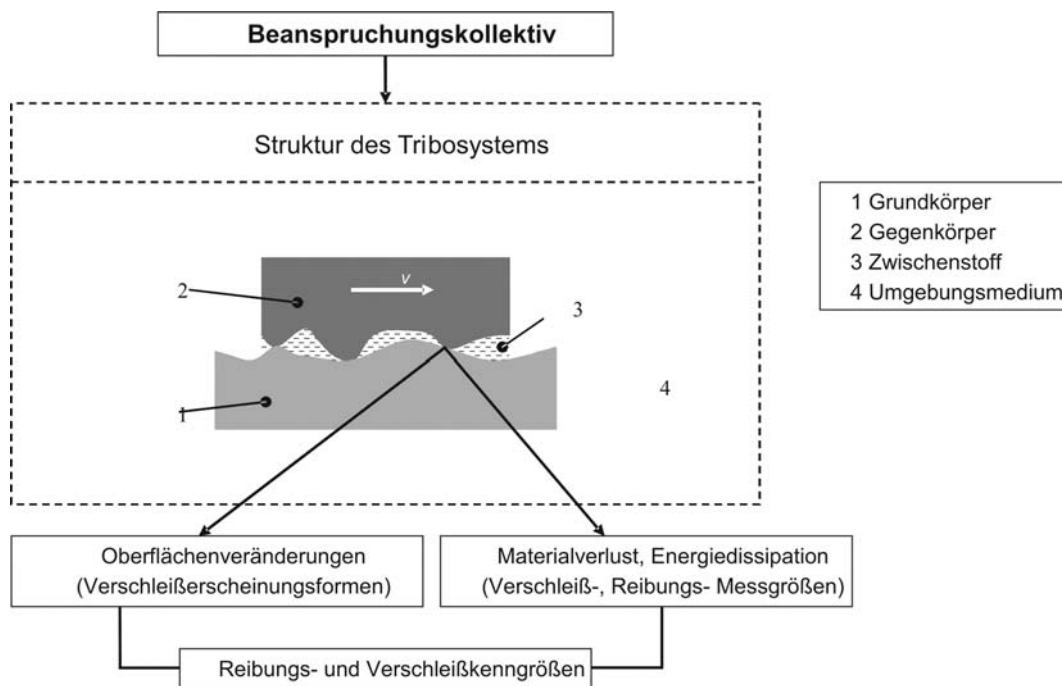 Beanspruchungskollektiv
Struktur des Tribosystems
1 Grundkörper
2 Gegenkörper
3 Zwischenstoff
4 Umgebungsmedium
v
2
3
1
4
Oberflächenveränderungen
(Verschleißerscheinungsformen)
Materialverlust, Energiedissipation
(Verschleiß-, Reibungs- Messgrößen)
Reibungs- und Verschleißkenngrößen